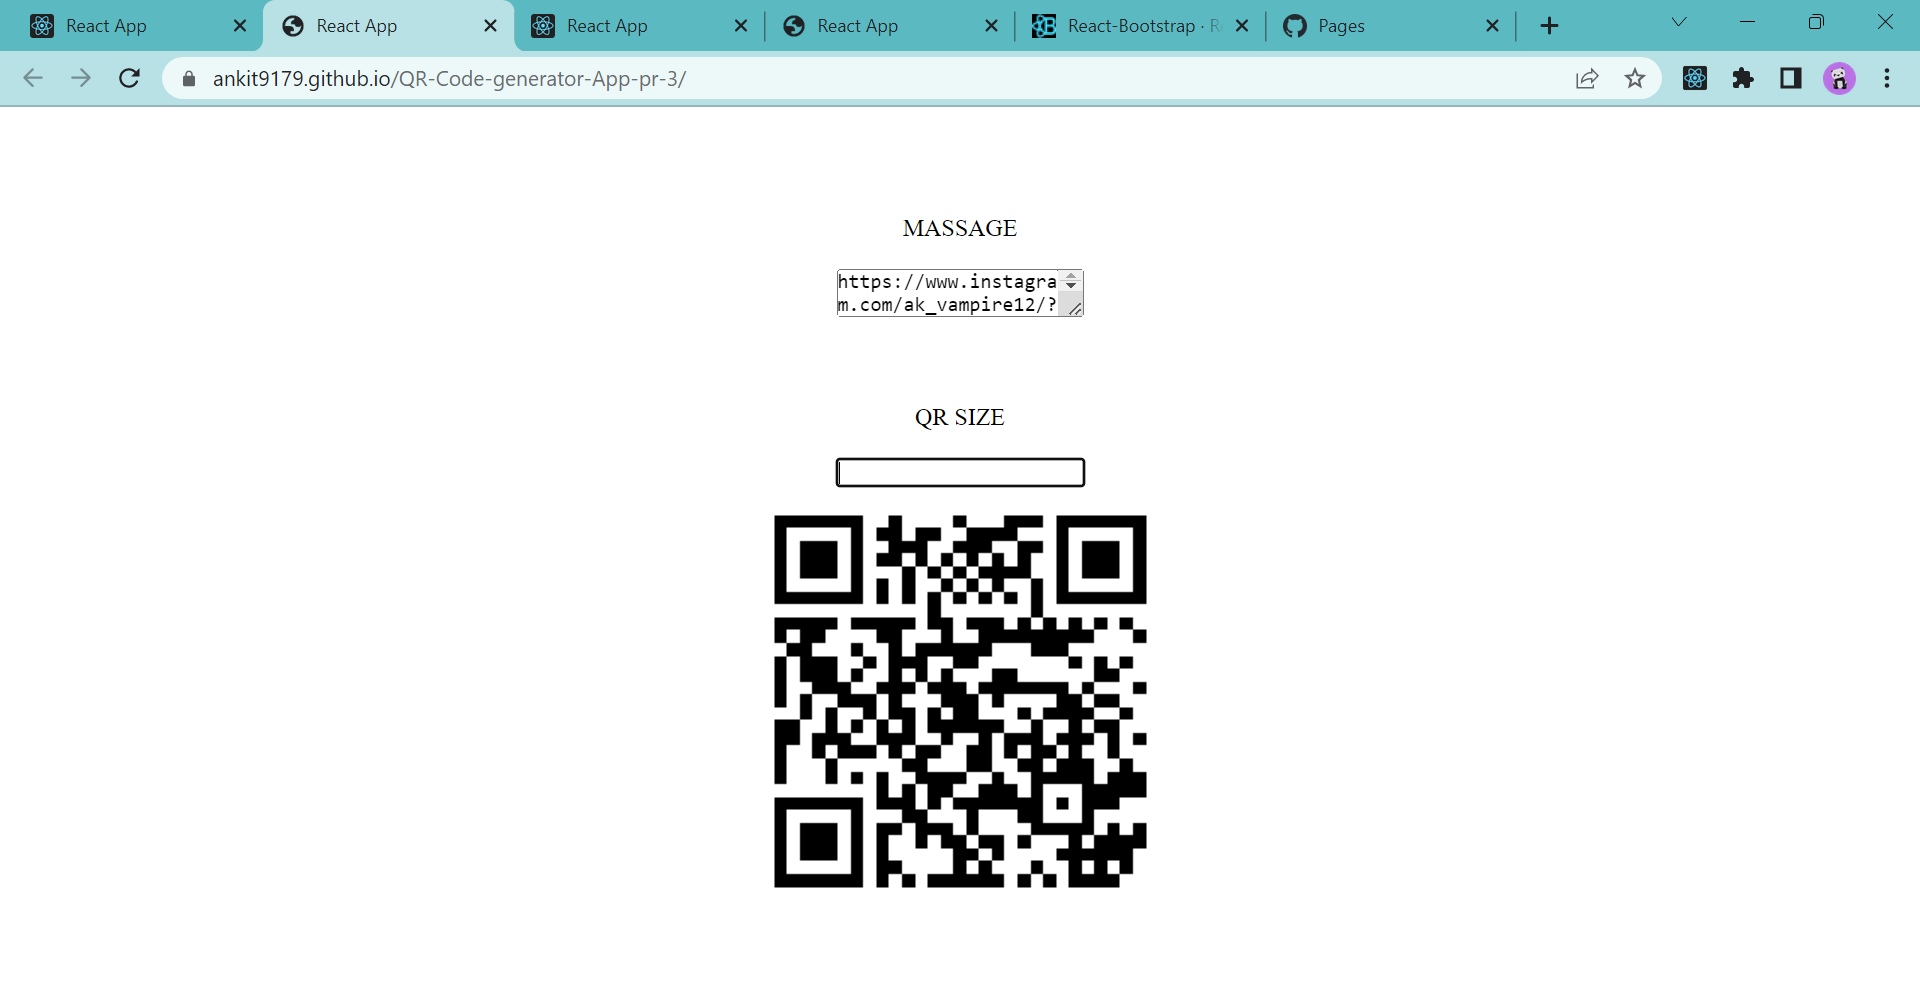 React App
React App
React App
React App
React-Bootstrap ·
Pages
ankit9179.github.io/QR-Code-generator-App-pr-3/
MASSAGE
https://www.instagra
m.com/ak_vampire12/?
QR SIZE